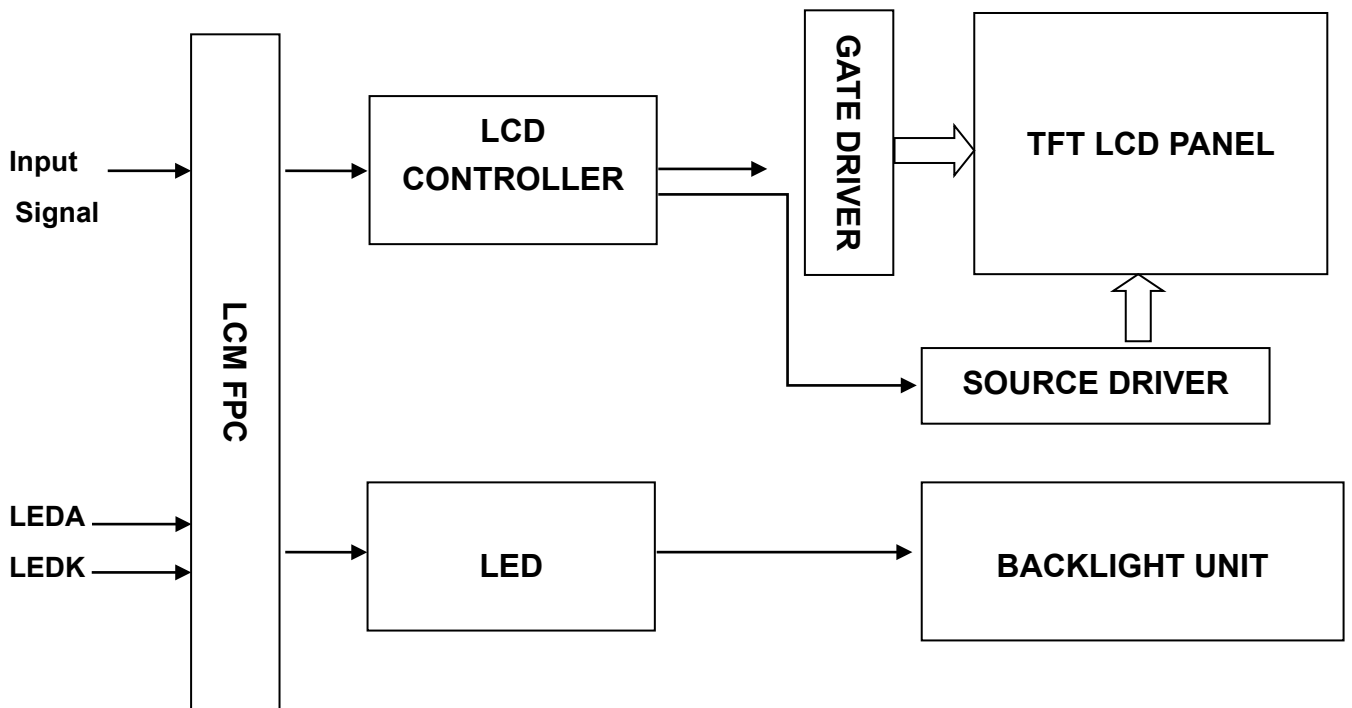 Input
Signal
LEDA
LEDK
LCM FPC
LCD
CONTROLLER
GATE DRIVER
TFT LCD PANEL
SOURCE DRIVER
LED
BACKLIGHT UNIT